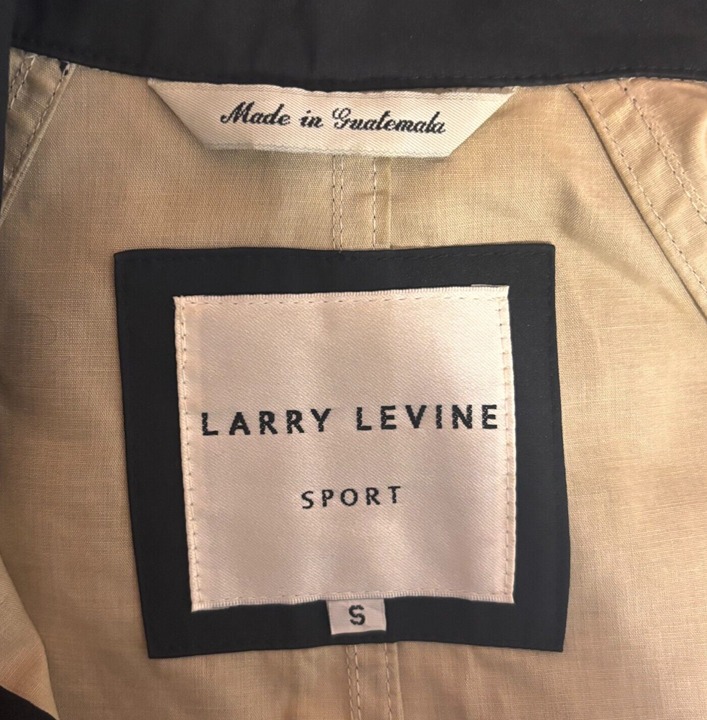 Made in Guatemala
LARRY LEVINE
SPORT
S